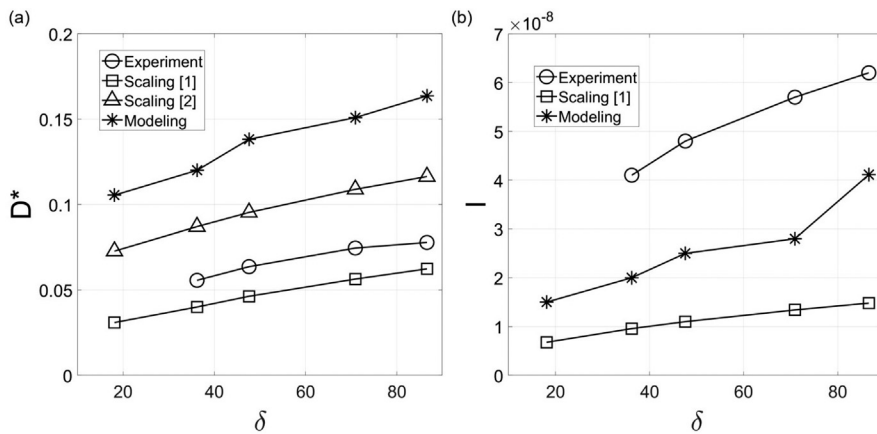 (a)
0.2
0.15
0.1
0.05
0
D*
Experiment
Scaling [1]
Scaling [2]
Modeling
20
40
60
80
δ
(b)
×10⁻⁸
7
6
5
4
3
2
1
0
I
Experiment
Scaling [1]
Modeling
20
40
60
80
δ